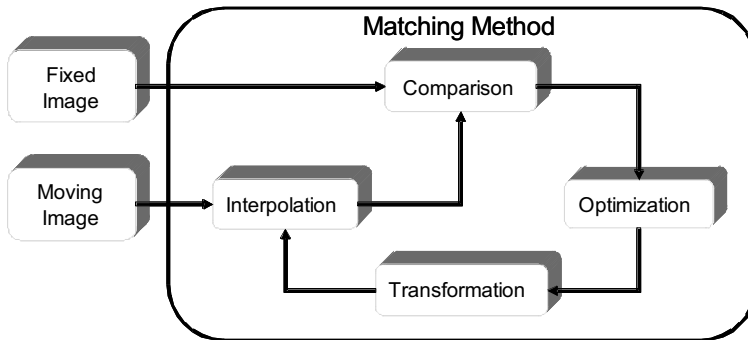 Matching Method
Fixed
Image
Comparison
Moving
Image
Interpolation
Optimization
Transformation